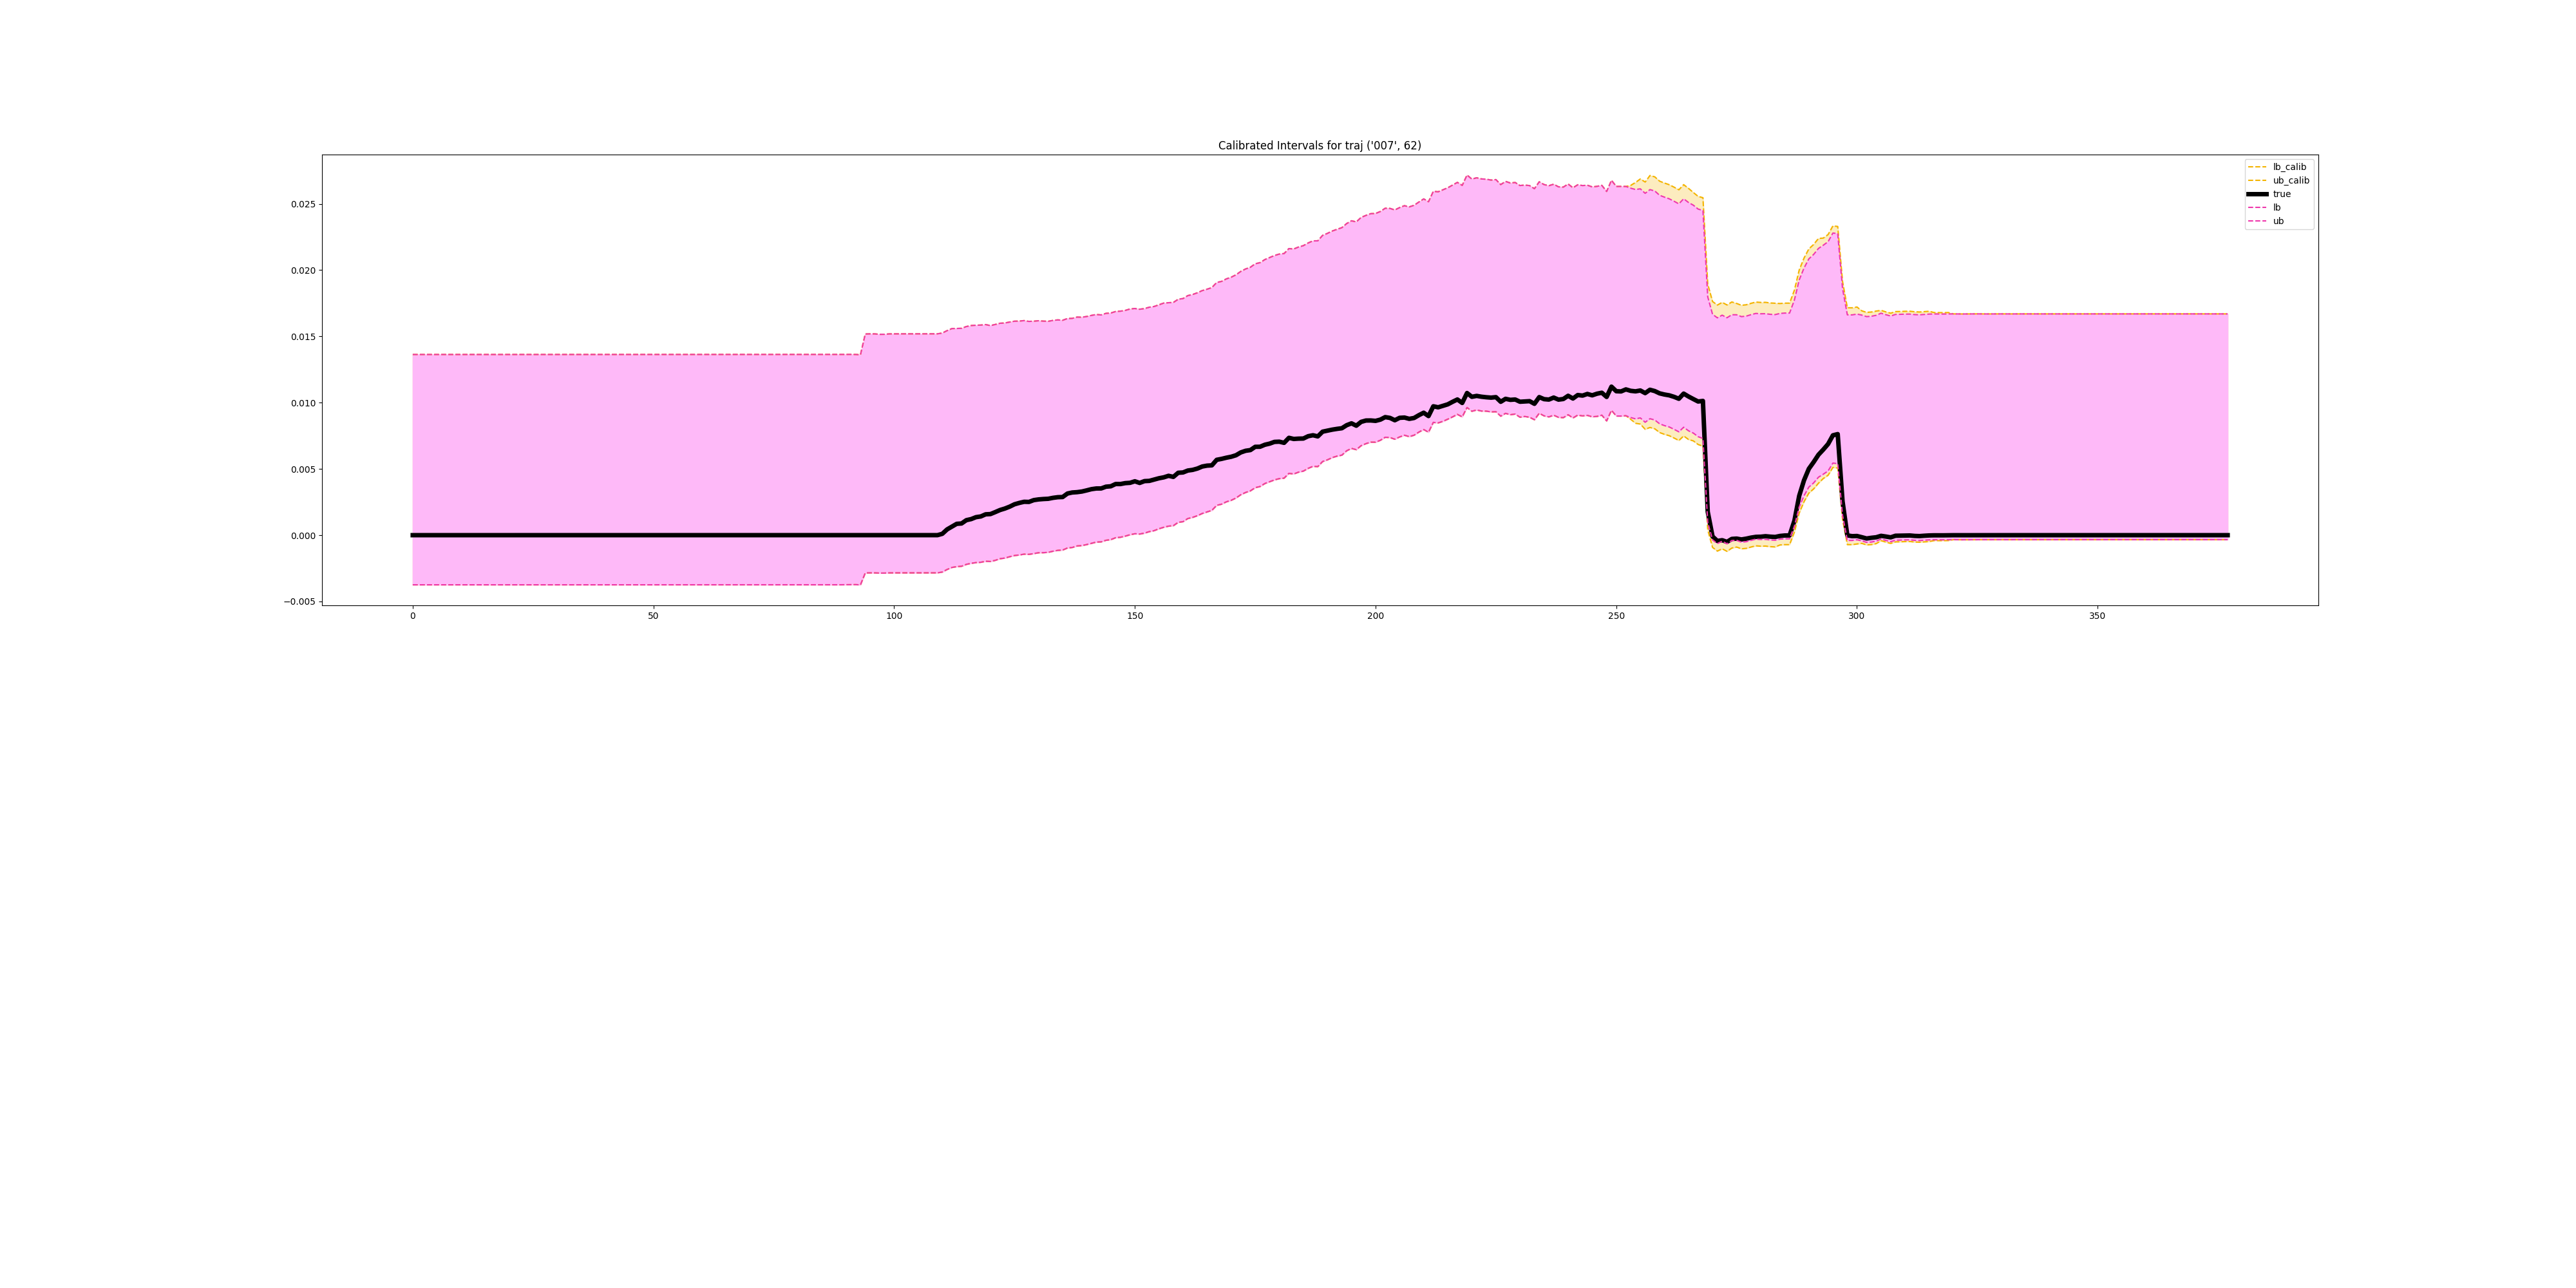 Calibrated Intervals for traj ('007', 62)
lb_calib
ub_calib
true
lb
ub
0.025
0.020
0.015
0.010
0.005
0.000
−0.005
0 50 100 150 200 250 300 350